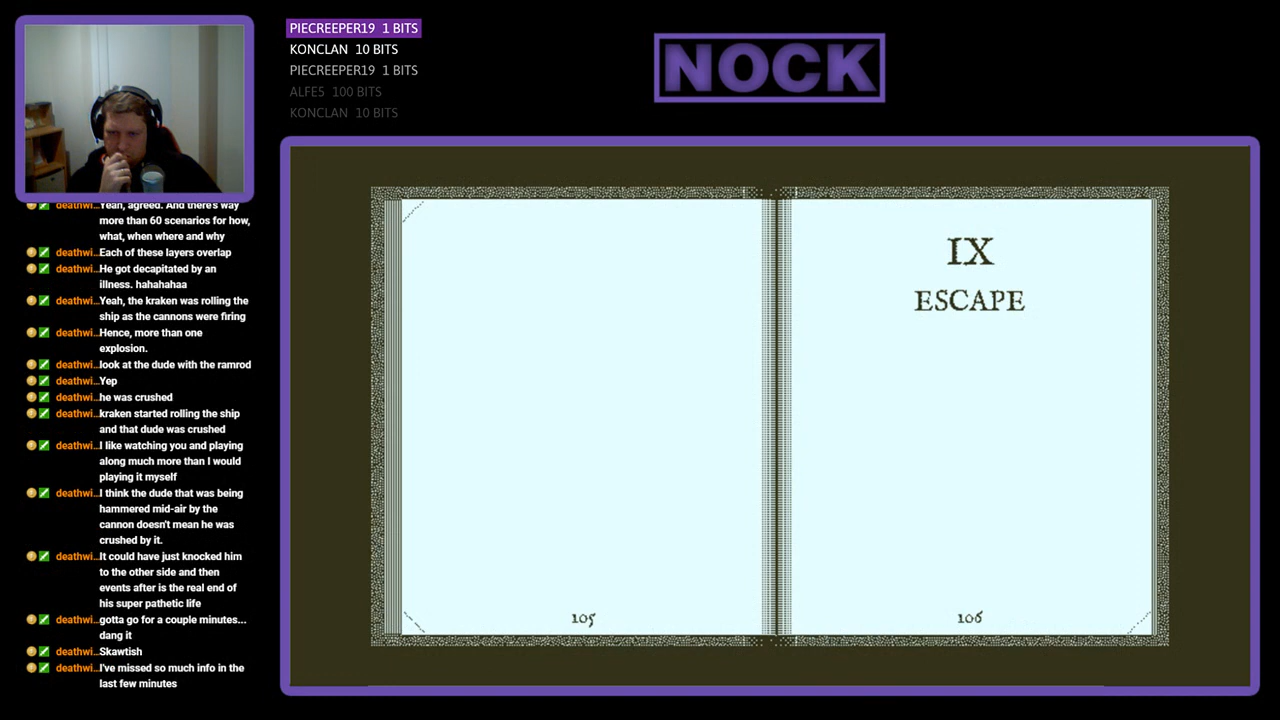 PIECREEPER19 1 BITS
KONCLAN 10 BITS
PIECREEPER19 1 BITS
ALFE5 100 BITS
KONCLAN 10 BITS
NOCK
deathwi... Yeah, agreed. And there's way
more than 60 scenarios for how,
what, when where and why
deathwi... Each of these layers overlap
deathwi... He got decapitated by an
illness. hahahahaa
deathwi... Yeah, the kraken was rolling the
ship as the cannons were firing
deathwi... Hence, more than one
explosion.
deathwi... look at the dude with the ramrod
deathwi... Yep
deathwi... he was crushed
deathwi... kraken started rolling the ship
and that dude was crushed
deathwi... I like watching you and playing
along much more than I would
playing it myself
deathwi... I think the dude that was being
hammered mid-air by the
cannon doesn't mean he was
crushed by it.
deathwi... It could have just knocked him
to the other side and then
events after is the real end of
his super pathetic life
deathwi... gotta go for a couple minutes...
dang it
deathwi... Skawtish
deathwi... I've missed so much info in the
last few minutes
IX
ESCAPE
105
106